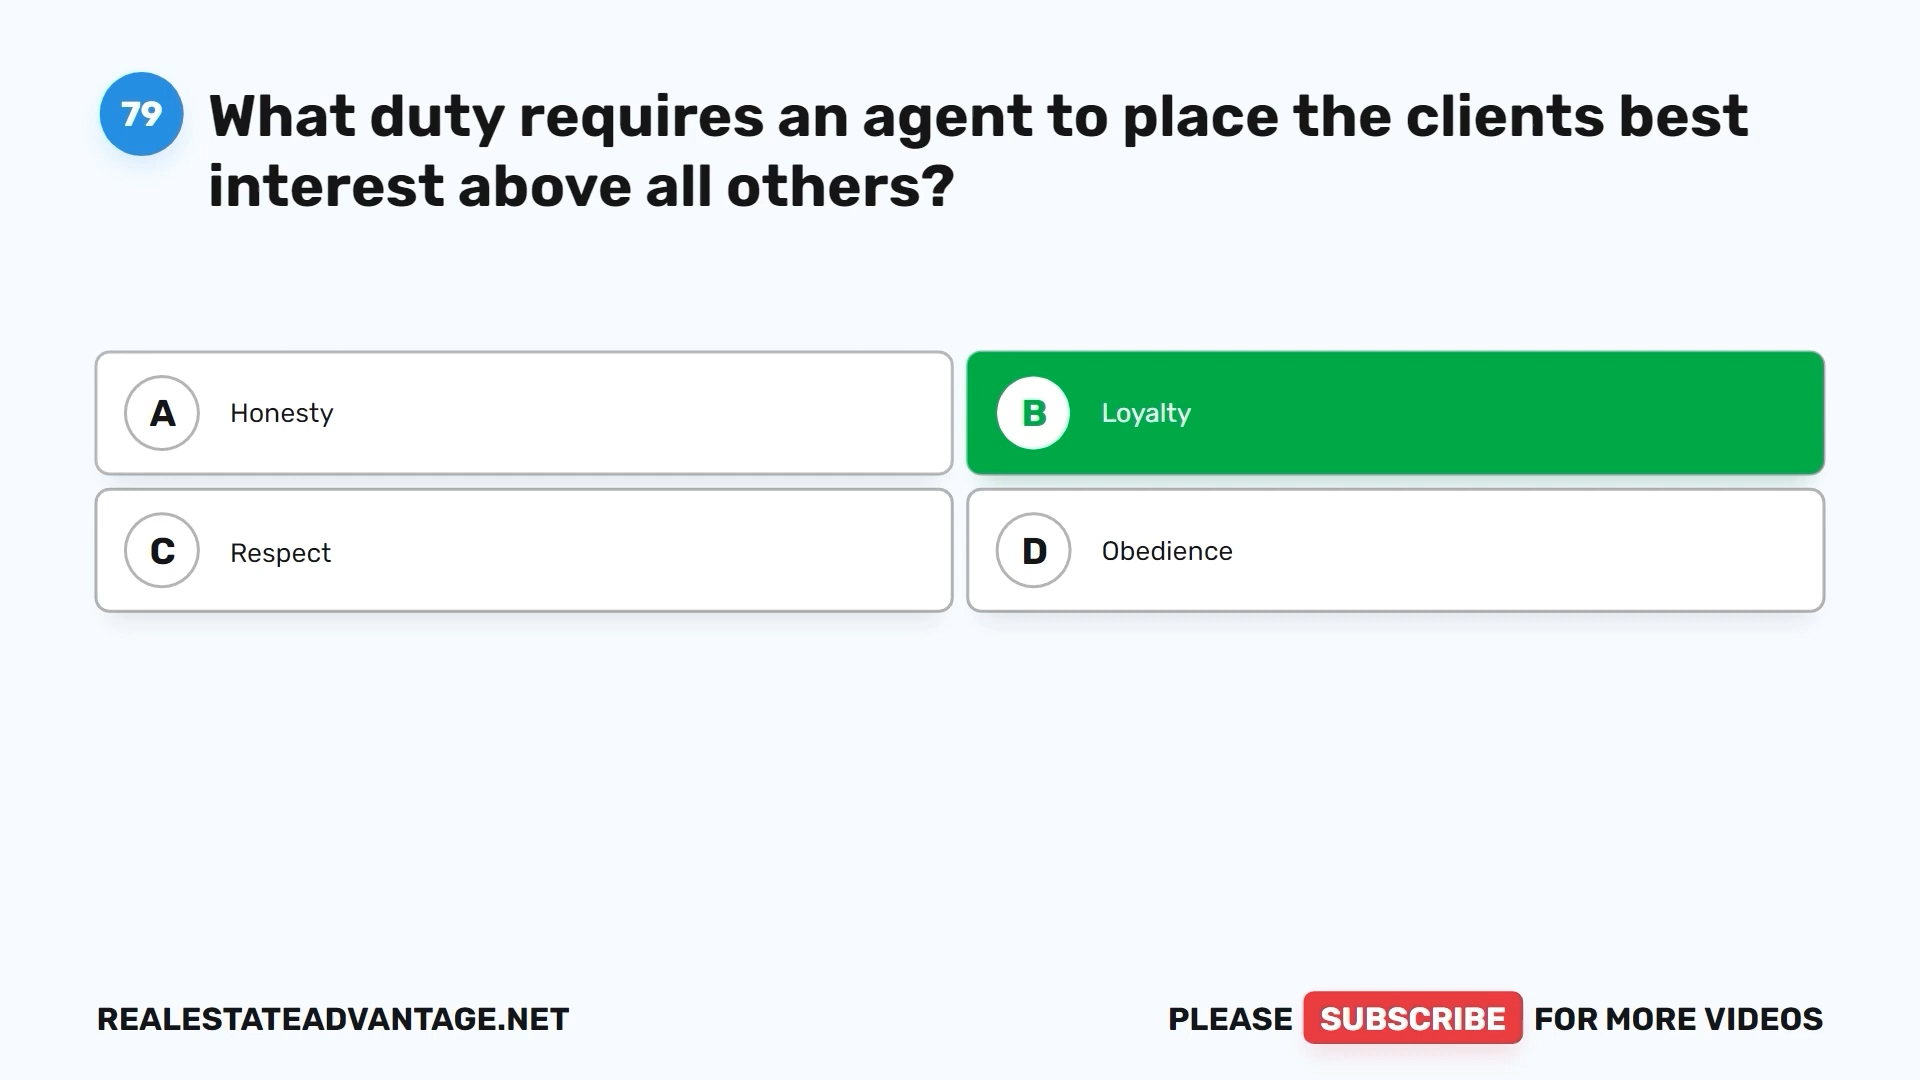 79
What duty requires an agent to place the clients best
interest above all others?
A Honesty
B Loyalty
C Respect
D Obedience
REALESTATEADVANTAGE.NET
PLEASE SUBSCRIBE FOR MORE VIDEOS